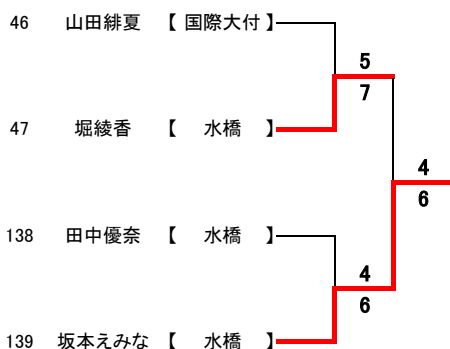 46 山田緋夏 【 国際大付 】
5
7
47 堀綾香 【 水橋 】
4
6
138 田中優奈 【 水橋 】
4
6
139 坂本えみな 【 水橋 】